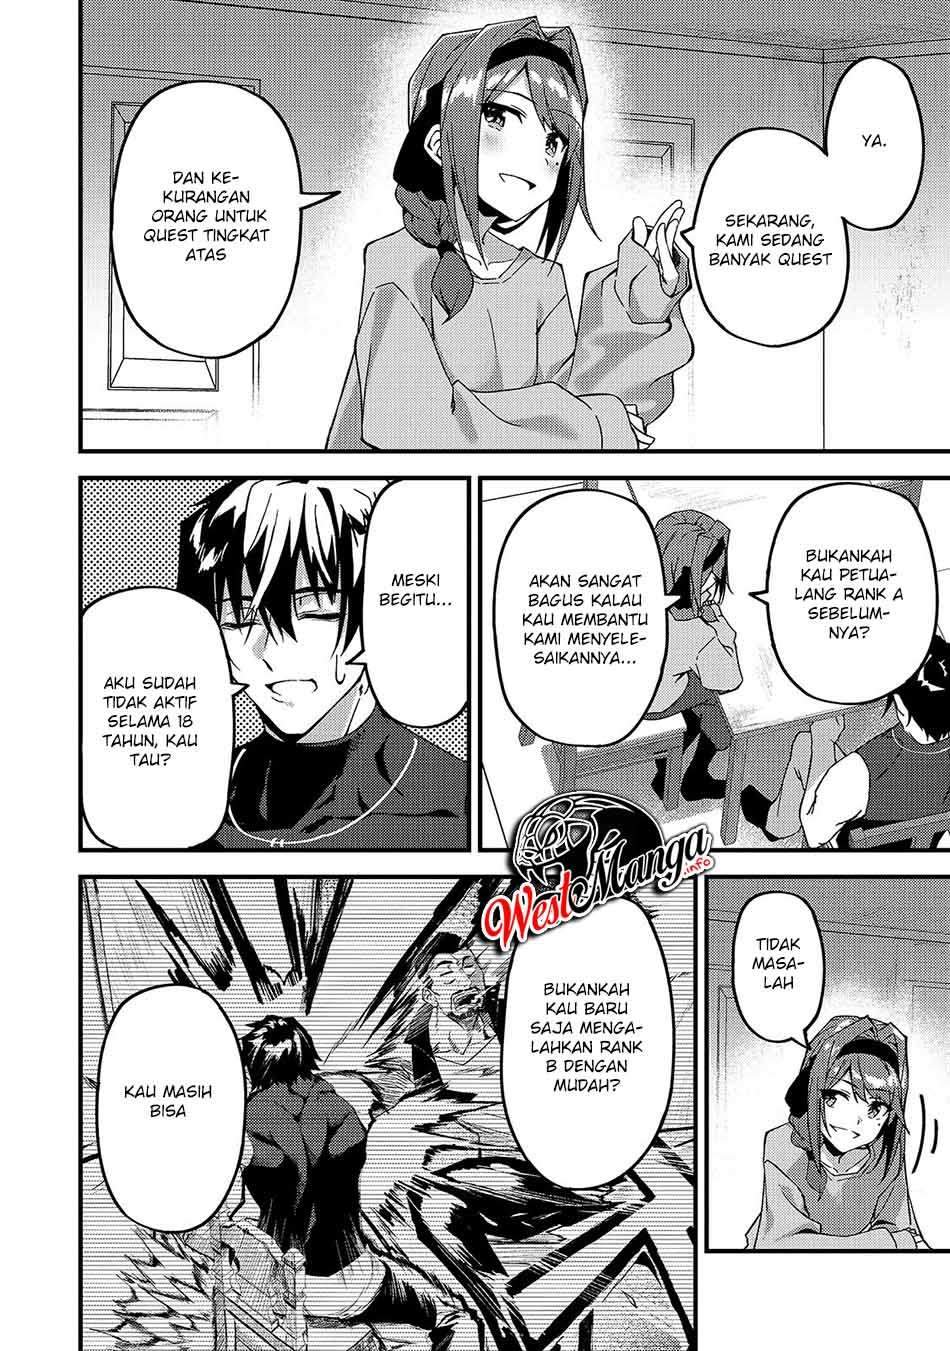 YA.
SEKARANG,
KAMI SEDANG
BANYAK QUEST
DAN KE-
KURANGAN
ORANG UNTUK
QUEST TINGKAT
ATAS
BUKANKAH
KAU PETUA-
LANG RANK A
SEBELUM-
NYA?
AKAN SANGAT
BAGUS KALAU
KAU MEMBANTU
KAMI MENYELE-
SAIKANNYA...
MESKI
BEGITU...
AKU SUDAH
TIDAK AKTIF
SELAMA 18
TAHUN, KAU
TAU?
TIDAK
MASA-
LAH
BUKANKAH
KAU BARU
SAJA MENGA-
LAHKAN RANK
B DENGAN
MUDAH?
KAU MASIH
BISA
WestManga
.info